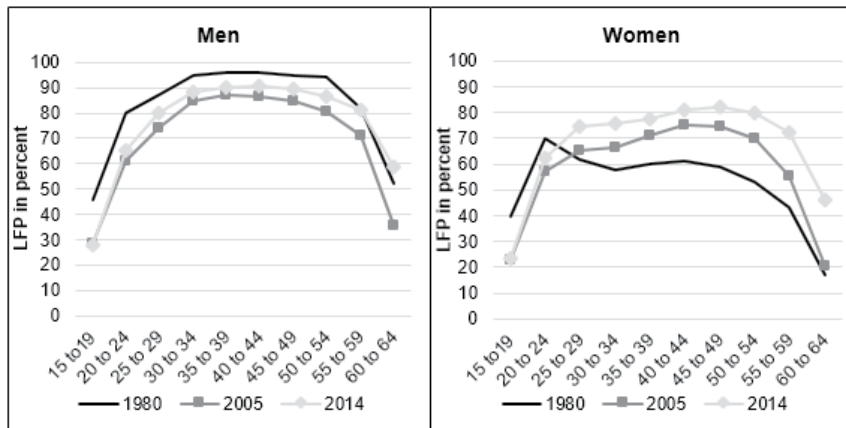 Men
LFP in percent
100
90
80
70
60
50
40
30
20
10
0
15 to19
20 to 24
25 to 29
30 to 34
35 to 39
40 to 44
45 to 49
50 to 54
55 to 59
60 to 64
1980 2005 2014
Women
LFP in percent
100
90
80
70
60
50
40
30
20
10
0
15 to19
20 to 24
25 to 29
30 to 34
35 to 39
40 to 44
45 to 49
50 to 54
55 to 59
60 to 64
1980 2005 2014